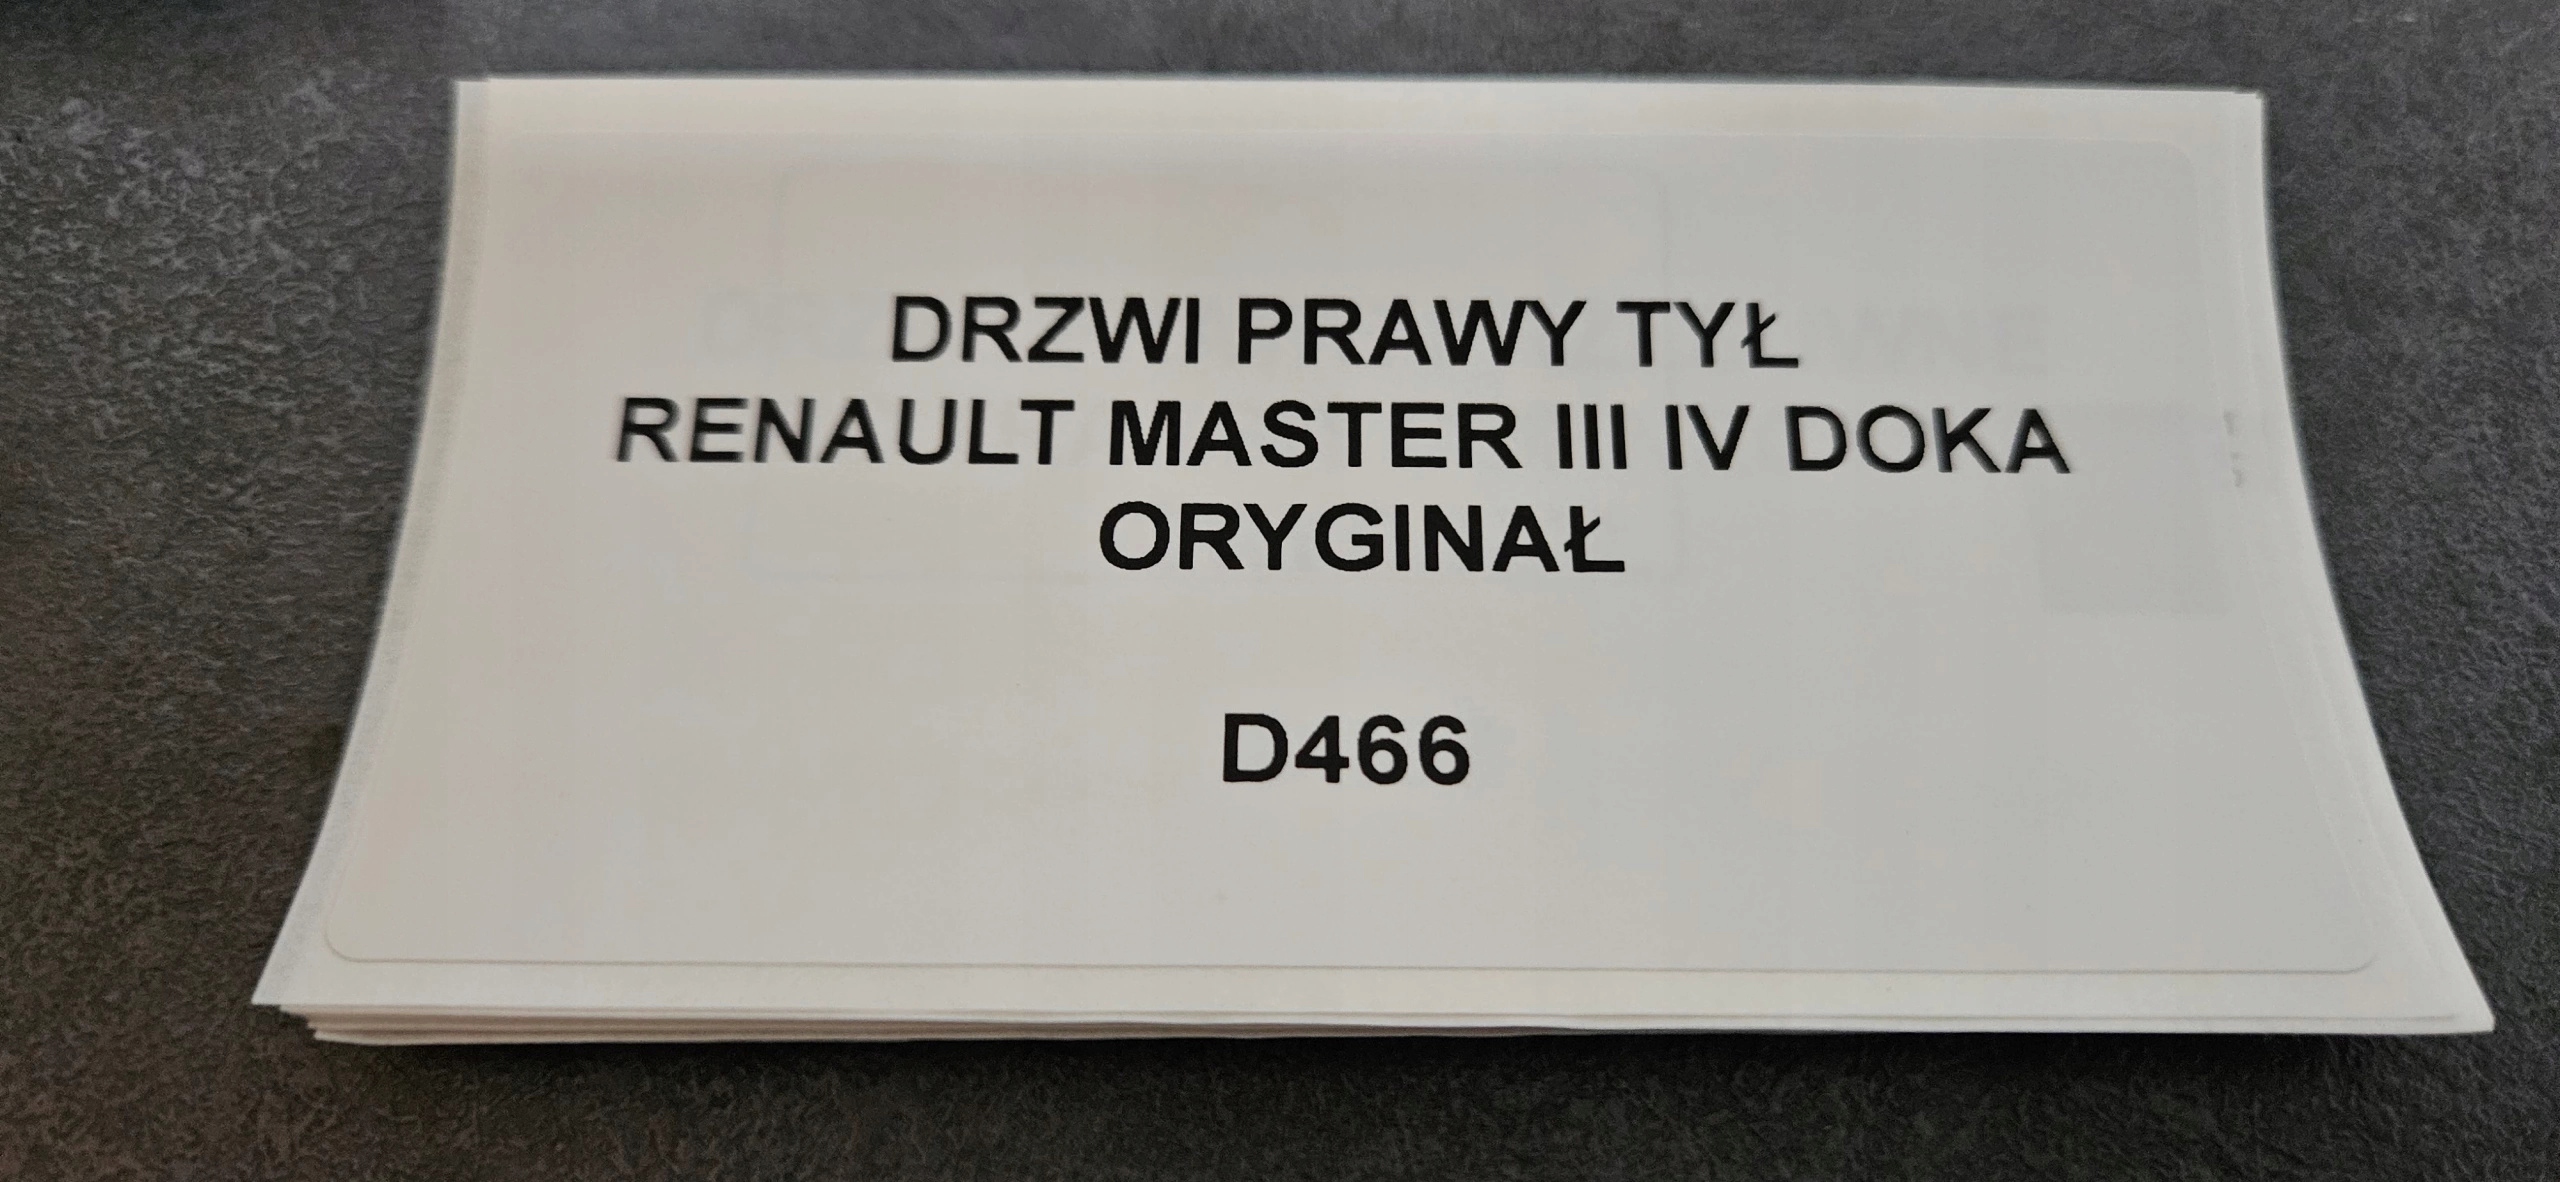 DRZWI PRAWY TYŁ
RENAULT MASTER III IV DOKA
ORYGINAŁ
D466